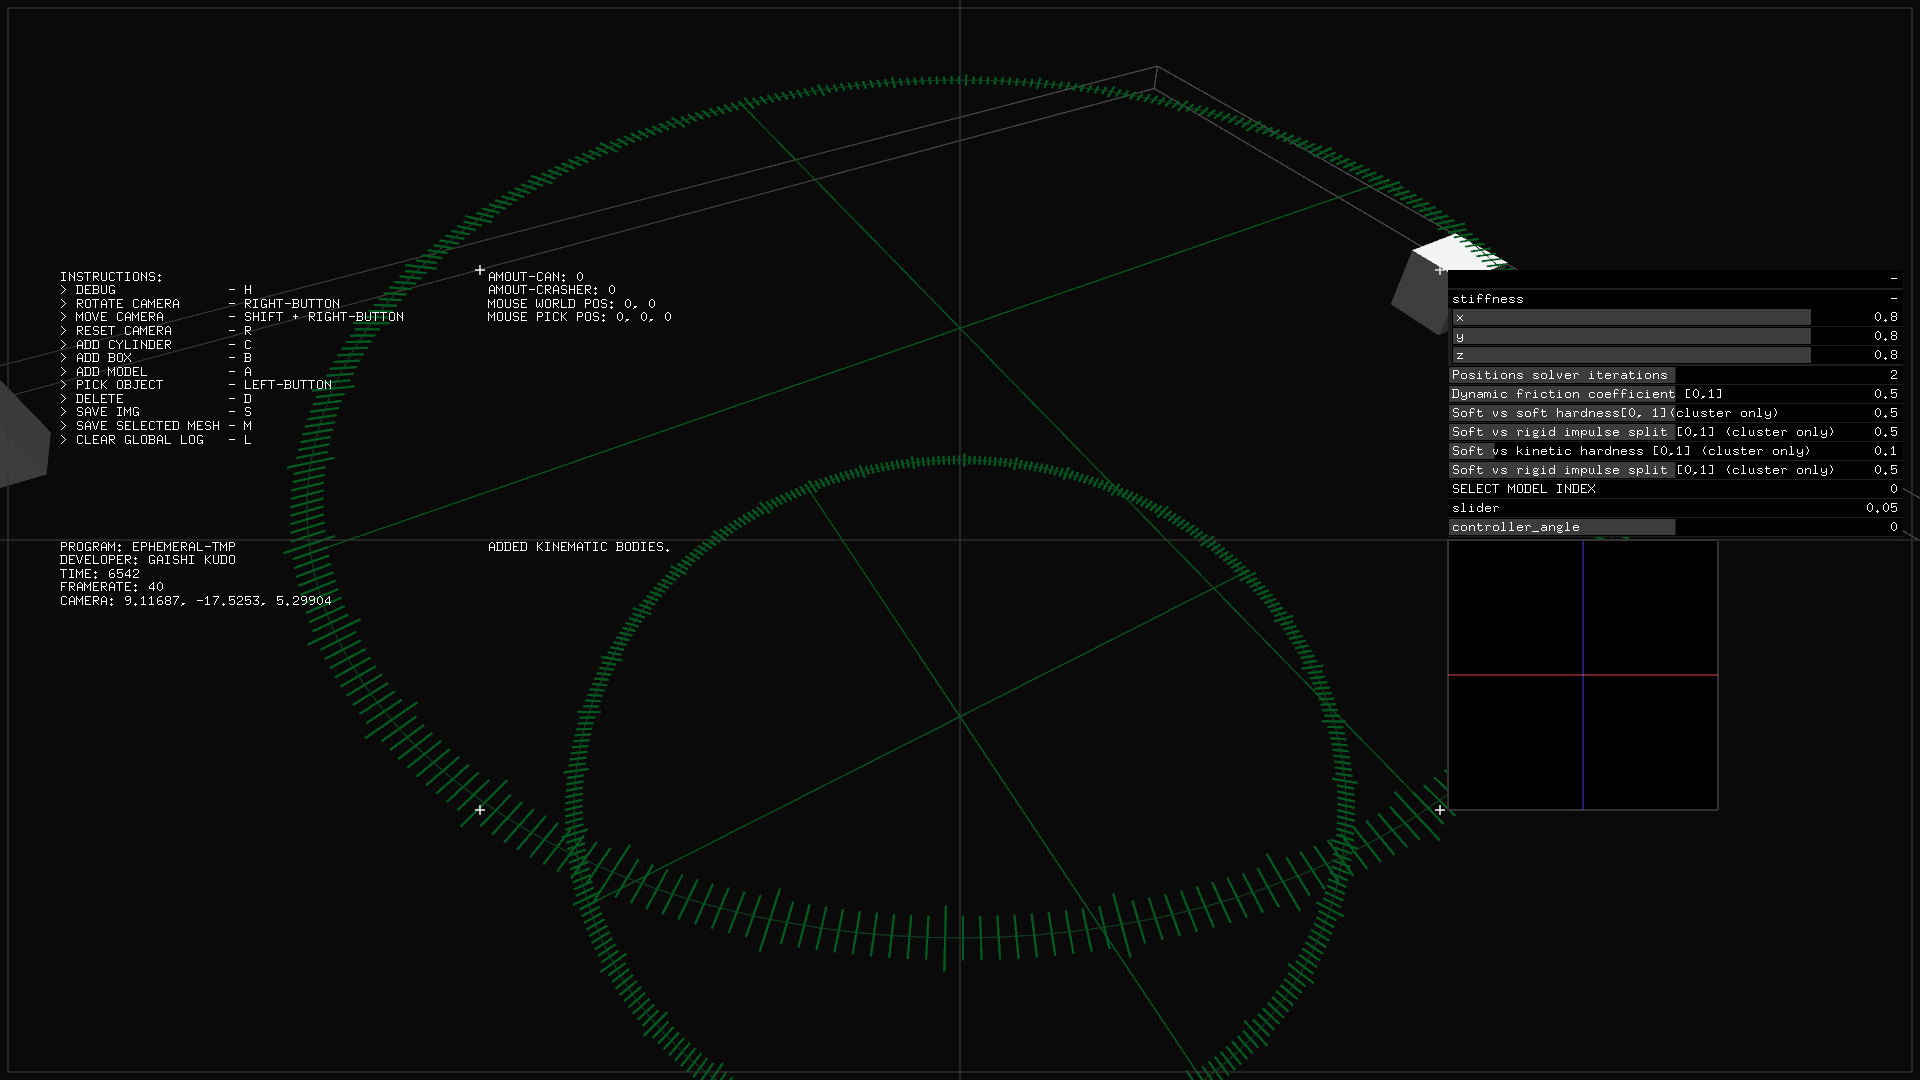 INSTRUCTIONS:
> DEBUG - H
> ROTATE CAMERA - RIGHT-BUTTON
> MOVE CAMERA - SHIFT + RIGHT-BUTTON
> RESET CAMERA - R
> ADD CYLINDER - C
> ADD BOX - B
> ADD MODEL - A
> PICK OBJECT - LEFT-BUTTON
> DELETE - D
> SAVE IMG - S
> SAVE SELECTED MESH - M
> CLEAR GLOBAL LOG - L
AMOUT-CAN: 0
AMOUT-CRASHER: 0
MOUSE WORLD POS: 0, 0
MOUSE PICK POS: 0, 0, 0
-
stiffness -
x 0.8
y 0.8
z 0.8
Positions solver iterations 2
Dynamic friction coefficient [0,1] 0.5
Soft vs soft hardness[0, 1](cluster only) 0.5
Soft vs rigid impulse split [0,1] (cluster only) 0.5
Soft vs kinetic hardness [0,1] (cluster only) 0.1
Soft vs rigid impulse split [0,1] (cluster only) 0.5
SELECT MODEL INDEX 0
slider 0.05
controller_angle 0
PROGRAM: EPHEMERAL-TMP
DEVELOPER: GAISHI KUDO
TIME: 6542
FRAMERATE: 40
CAMERA: 9.11687, -17.5253, 5.29904
ADDED KINEMATIC BODIES.